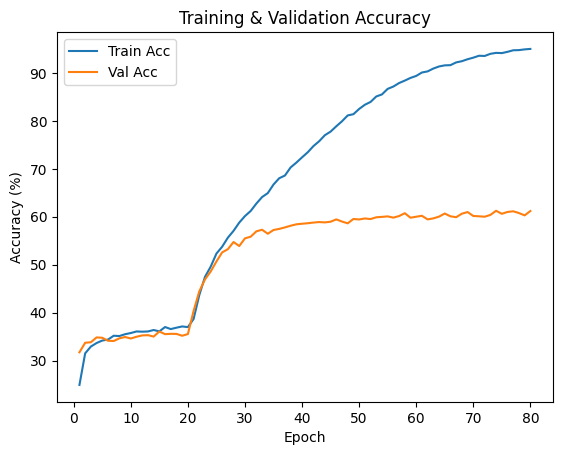 Training & Validation Accuracy
Train Acc
Val Acc
Accuracy (%)
90
80
70
60
50
40
30
0 10 20 30 40 50 60 70 80
Epoch